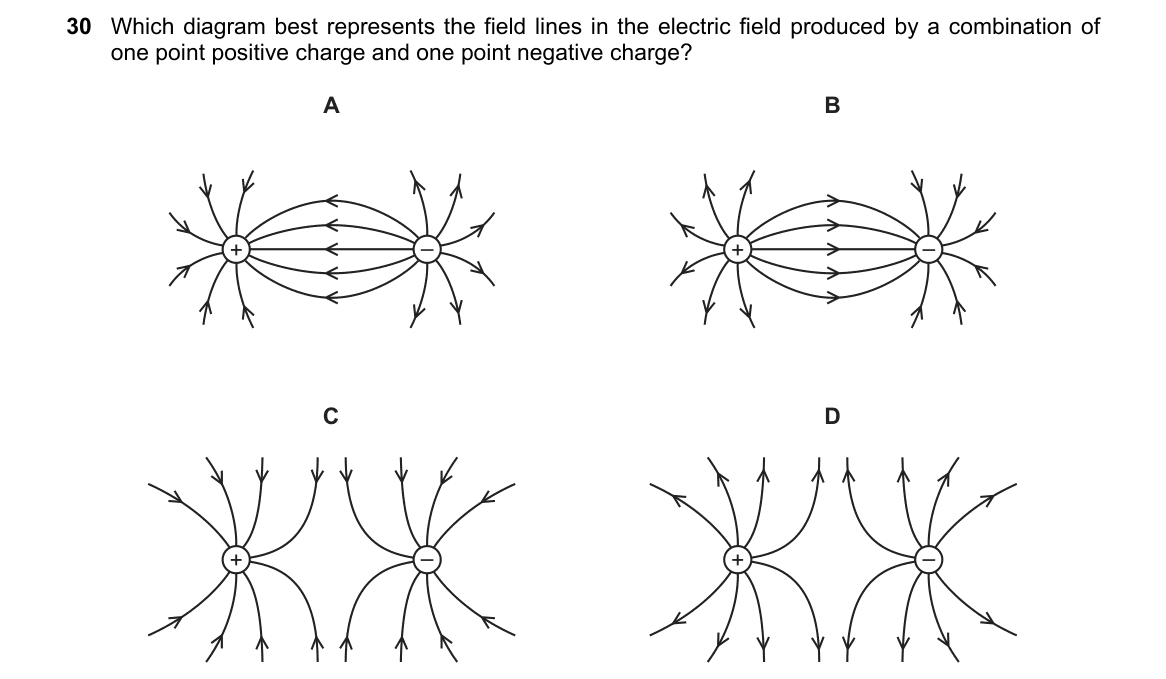 30 Which diagram best represents the field lines in the electric field produced by a combination of
one point positive charge and one point negative charge?
A B
+ − + −
C D
+ − + −